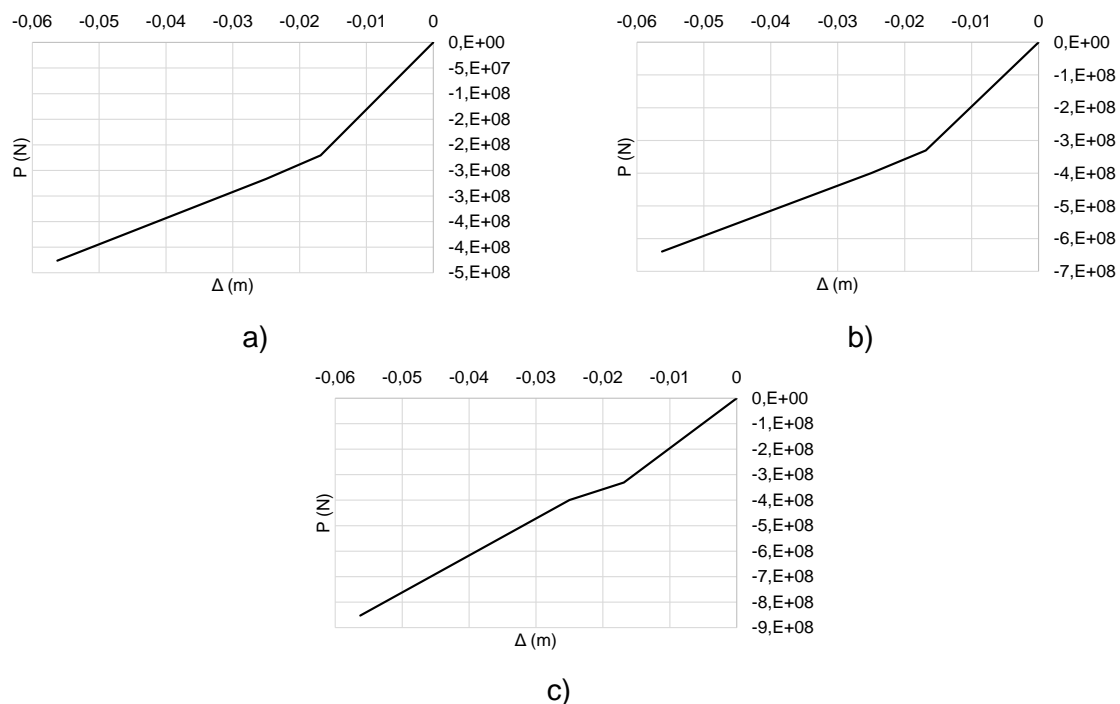 -0,06 -0,05 -0,04 -0,03 -0,02 -0,01 0
0,E+00
-5,E+07
-1,E+08
-2,E+08
-2,E+08
-3,E+08
-3,E+08
-4,E+08
-4,E+08
-5,E+08
P (N)
Δ (m)
a)
-0,06 -0,05 -0,04 -0,03 -0,02 -0,01 0
0,E+00
-1,E+08
-2,E+08
-3,E+08
-4,E+08
-5,E+08
-6,E+08
-7,E+08
P (N)
Δ (m)
b)
-0,06 -0,05 -0,04 -0,03 -0,02 -0,01 0
0,E+00
-1,E+08
-2,E+08
-3,E+08
-4,E+08
-5,E+08
-6,E+08
-7,E+08
-8,E+08
-9,E+08
P (N)
Δ (m)
c)